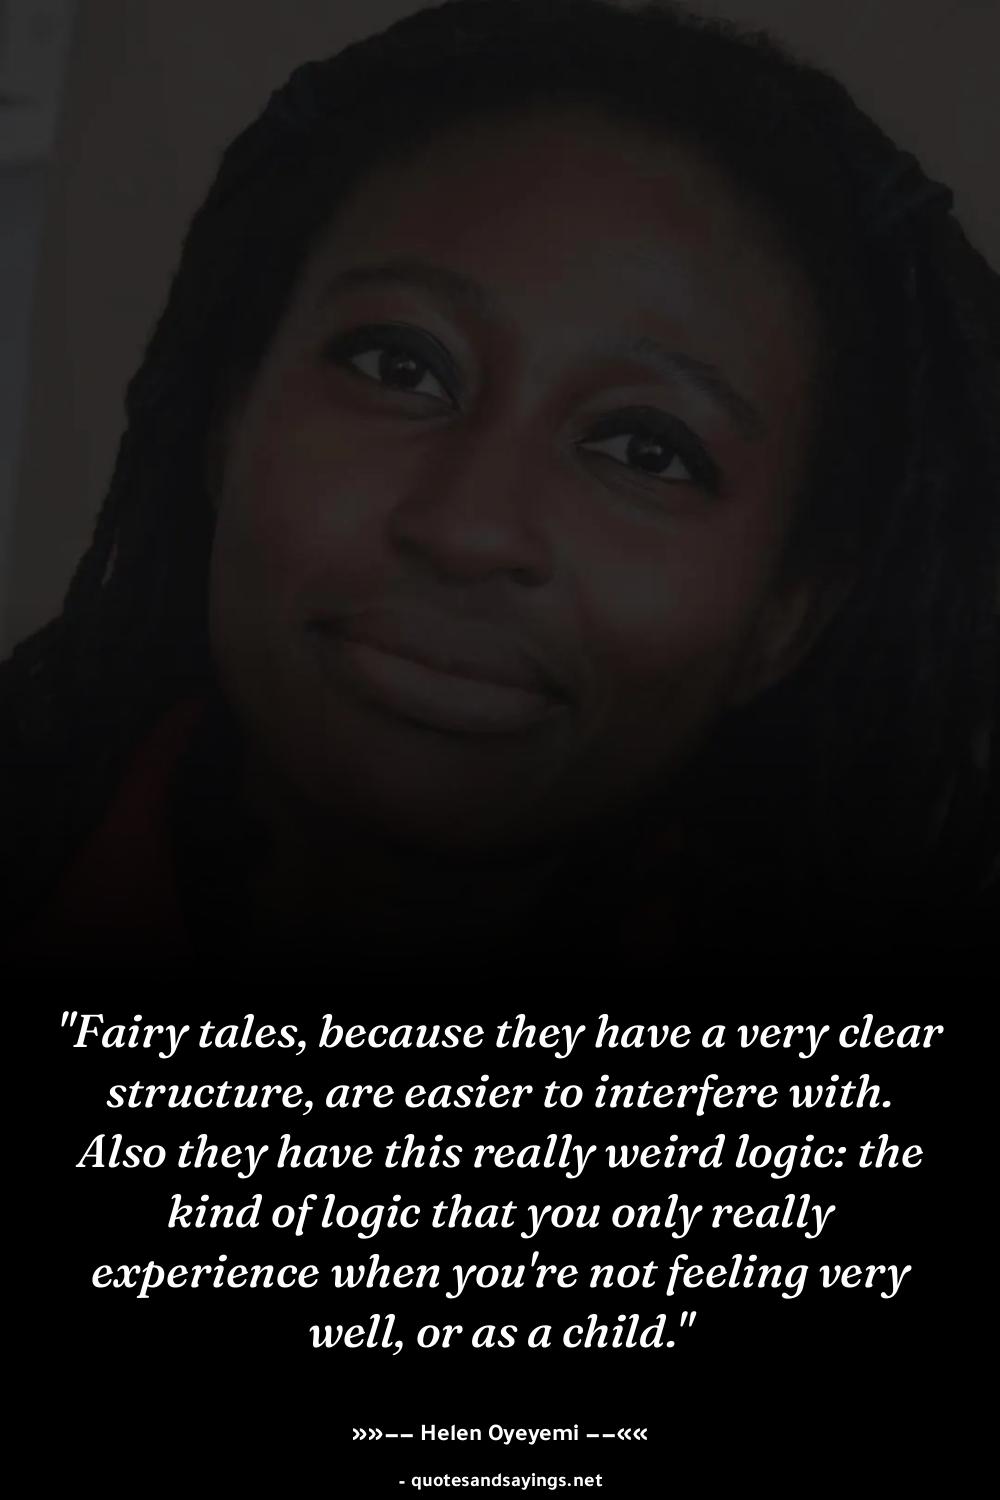 "Fairy tales, because they have a very clear
structure, are easier to interfere with.
Also they have this really weird logic: the
kind of logic that you only really
experience when you're not feeling very
well, or as a child."
»»−− Helen Oyeyemi −−««
- quotesandsayings.net